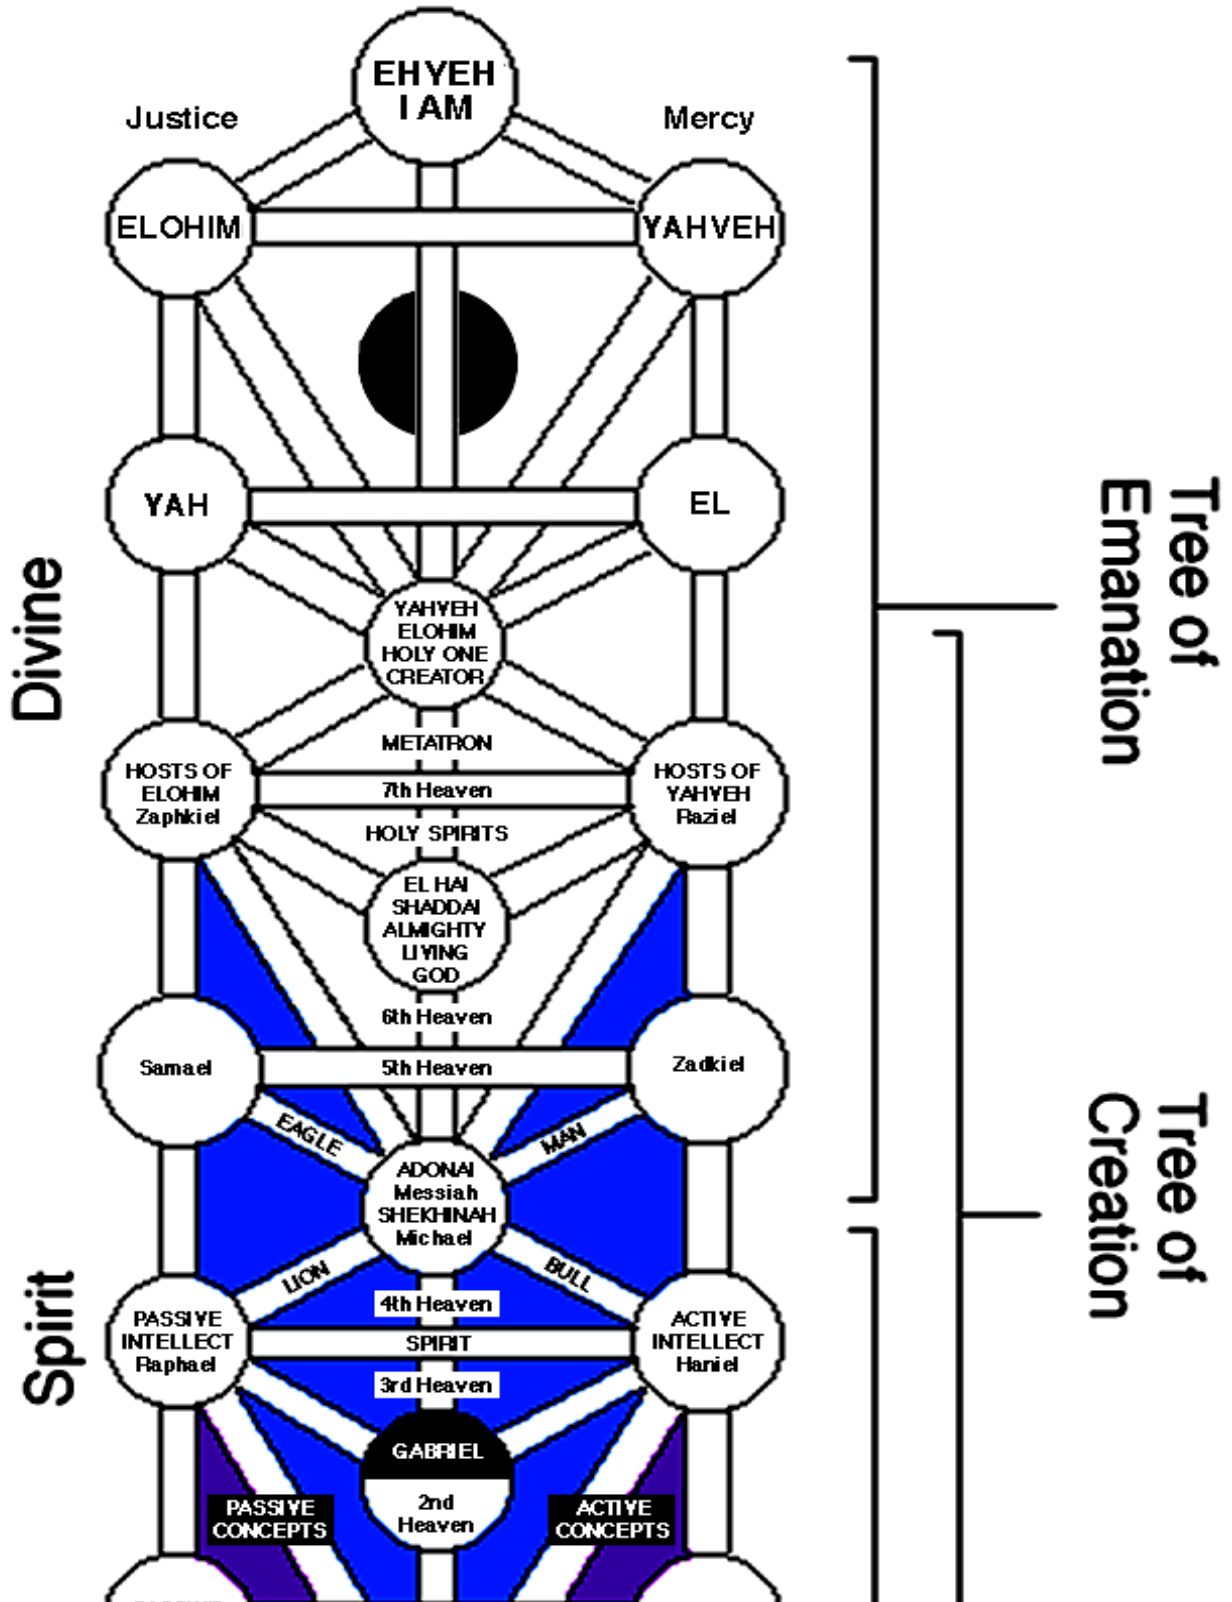 EHYEH
I AM
Justice
Mercy
ELOHIM
YAHVEH
YAH
EL
Divine
Tree of
Emanation
YAHVEH
ELOHIM
HOLY ONE
CREATOR
METATRON
HOSTS OF
ELOHIM
Zaphkiel
7th Heaven
HOSTS OF
YAHVEH
Raziel
HOLY SPIRITS
EL HAI
SHADDAI
ALMIGHTY
LIVING
GOD
6th Heaven
Samael
5th Heaven
Zadkiel
EAGLE
MAN
Tree of
Creation
ADONAI
Messiah
SHEKHINAH
Michael
LION
BULL
4th Heaven
Spirit
PASSIVE
INTELLECT
Raphael
SPIRIT
ACTIVE
INTELLECT
Haniel
3rd Heaven
GABRIEL
2nd
Heaven
PASSIVE
CONCEPTS
ACTIVE
CONCEPTS